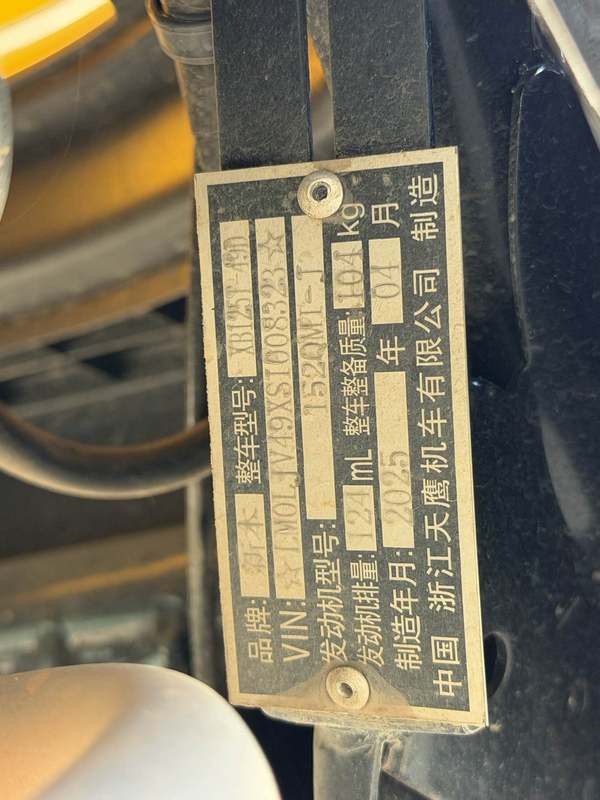 品牌: 新本 整车型号: XB125T-49D
VIN: ☆LM0LJV49XS1008323☆
发动机型号: 152QMI-J
发动机排量: 124 mL 整车整备质量: 104 kg
制造年月: 2025 年 04 月
中国 浙江天鹰机车有限公司 制造